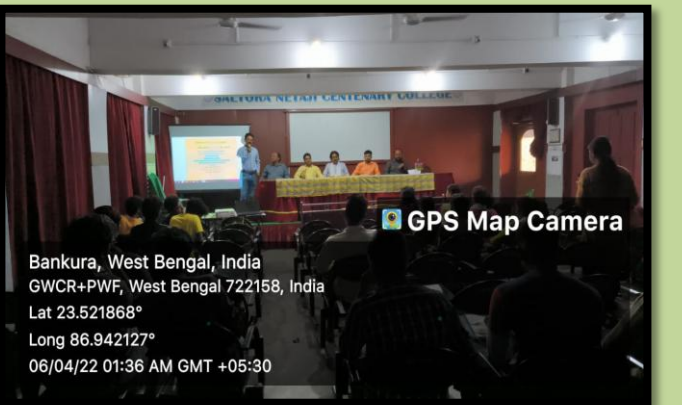 SALTORA NETAJI CENTENARY COLLEGE
GPS Map Camera
Bankura, West Bengal, India
GWCR+PWF, West Bengal 722158, India
Lat 23.521868°
Long 86.942127°
06/04/22 01:36 AM GMT +05:30